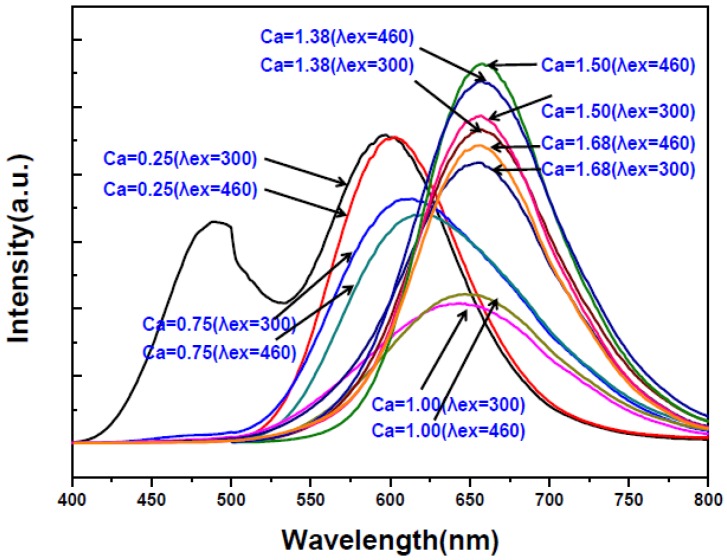 Ca=1.38(λex=460)
Ca=1.38(λex=300)
Ca=1.50(λex=460)
Ca=1.50(λex=300)
Ca=1.68(λex=460)
Ca=1.68(λex=300)
Ca=0.25(λex=300)
Ca=0.25(λex=460)
Ca=0.75(λex=300)
Ca=0.75(λex=460)
Ca=1.00(λex=300)
Ca=1.00(λex=460)
Intensity(a.u.)
400 450 500 550 600 650 700 750 800
Wavelength(nm)